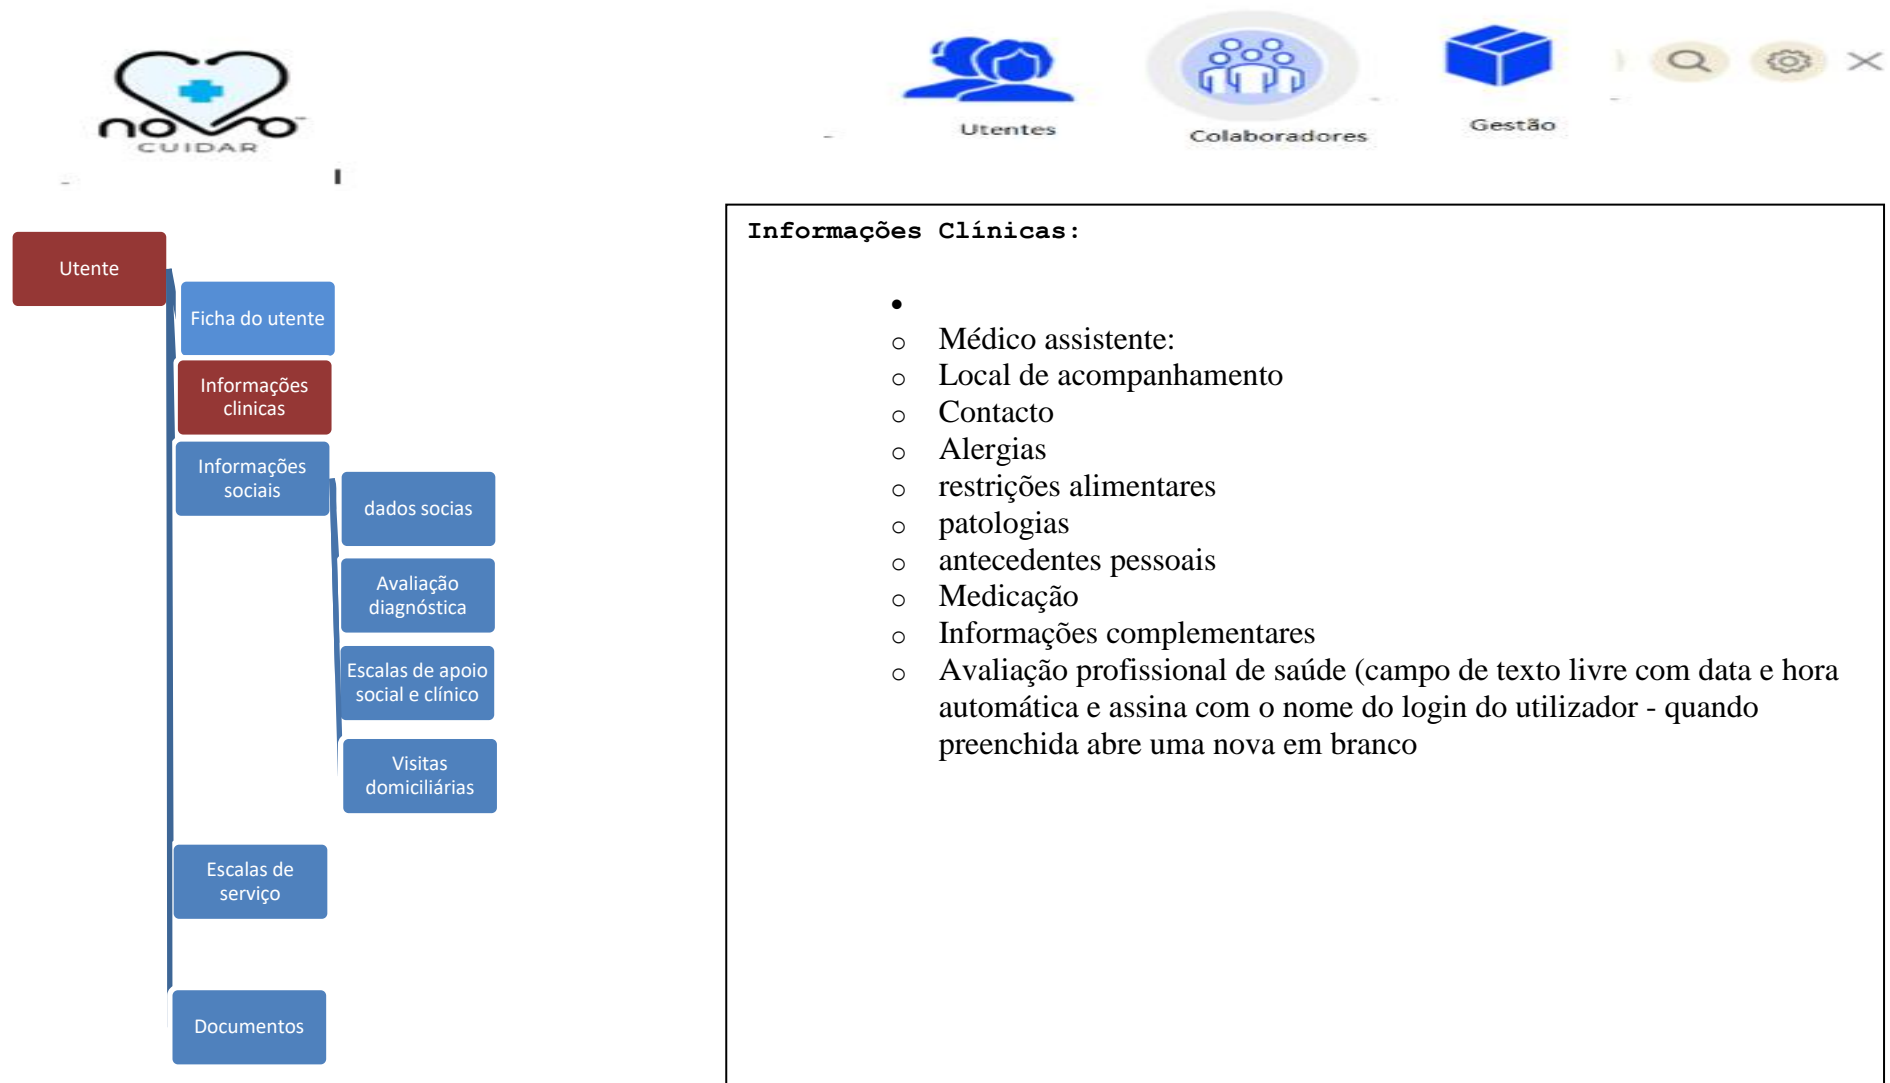 novo
CUIDAR
Utentes
Colaboradores
Gestão
Utente
Ficha do utente
Informações
clinicas
Informações
sociais
dados socias
Avaliação
diagnóstica
Escalas de apoio
social e clínico
Visitas
domiciliárias
Escalas de
serviço
Documentos
Informações Clínicas:
•
o Médico assistente:
o Local de acompanhamento
o Contacto
o Alergias
o restrições alimentares
o patologias
o antecedentes pessoais
o Medicação
o Informações complementares
o Avaliação profissional de saúde (campo de texto livre com data e hora
automática e assina com o nome do login do utilizador - quando
preenchida abre uma nova em branco